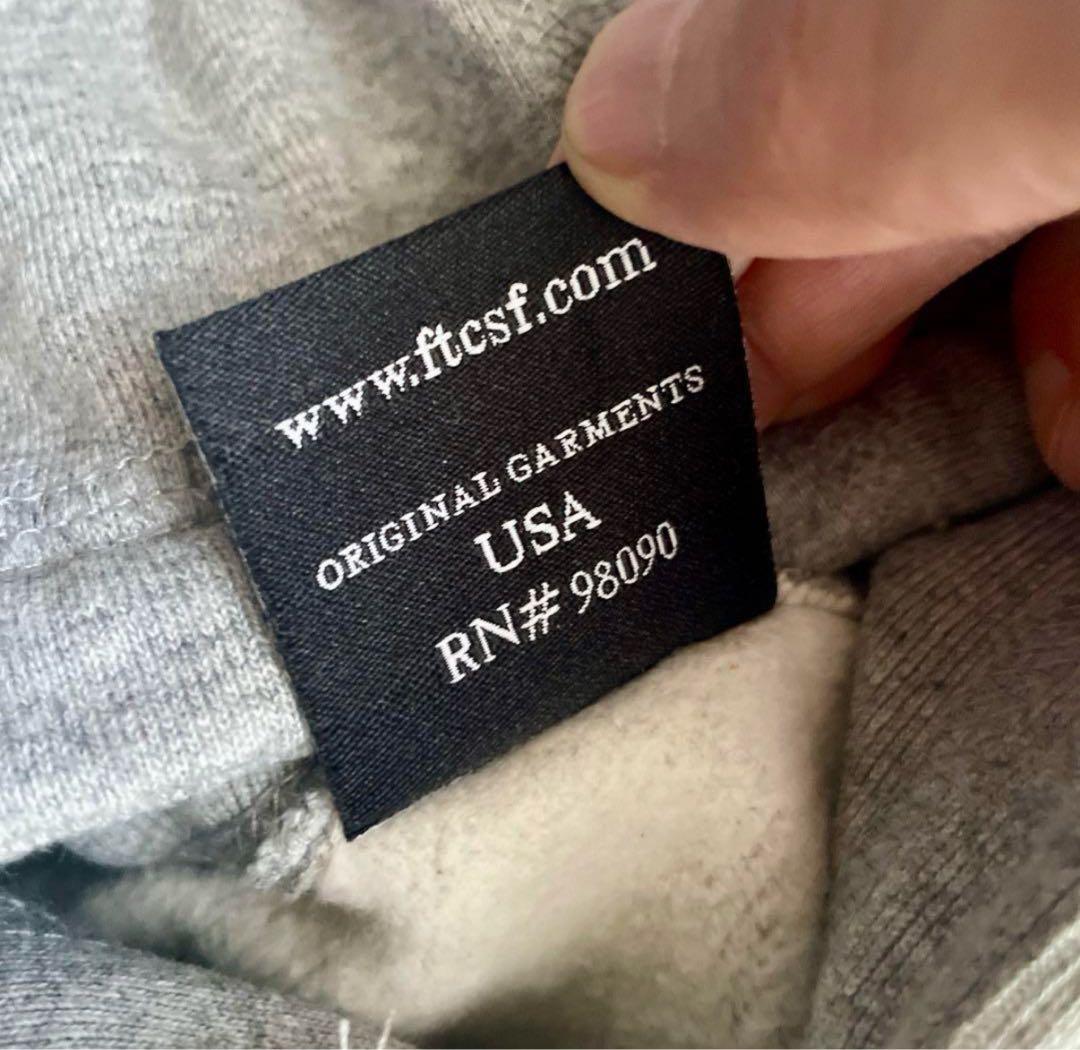 www.ftcsf.com
ORIGINAL GARMENTS
USA
RN# 98090